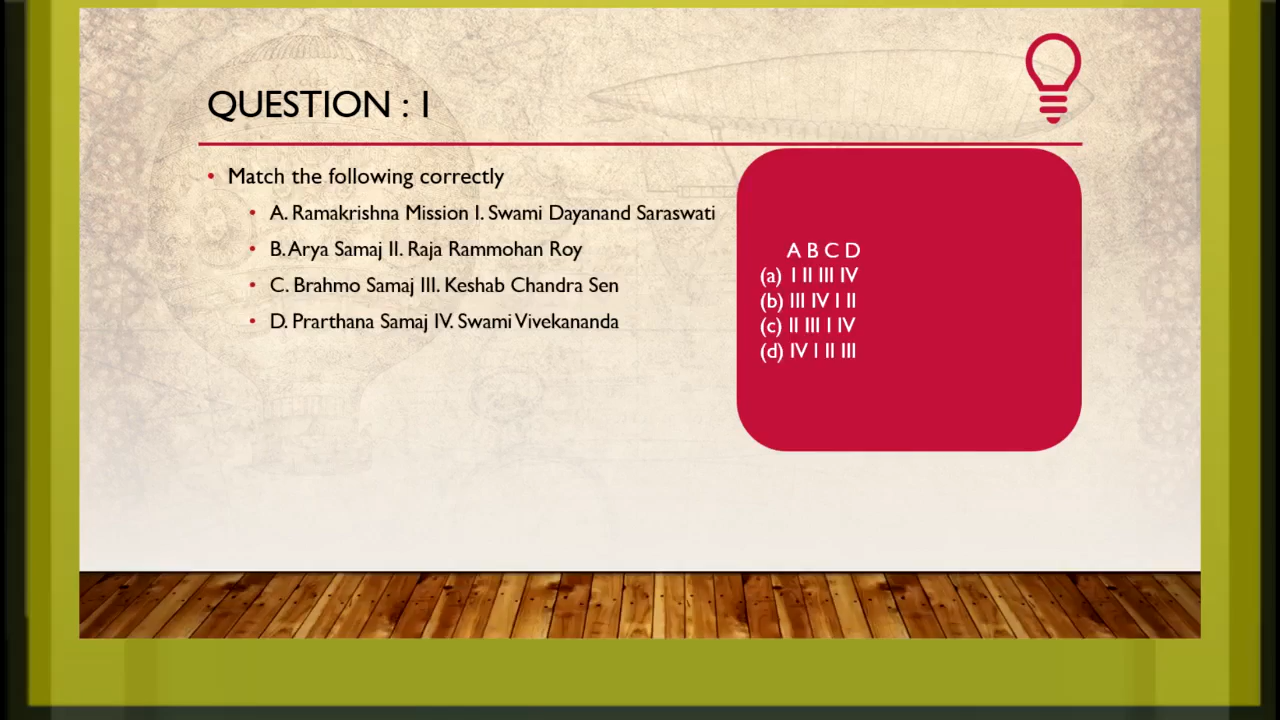 QUESTION : I
Match the following correctly
A. Ramakrishna Mission I. Swami Dayanand Saraswati
B. Arya Samaj II. Raja Rammohan Roy
C. Brahmo Samaj III. Keshab Chandra Sen
D. Prarthana Samaj IV. Swami Vivekananda
A B C D
(a) I II III IV
(b) III IV I II
(c) II III I IV
(d) IV I II III